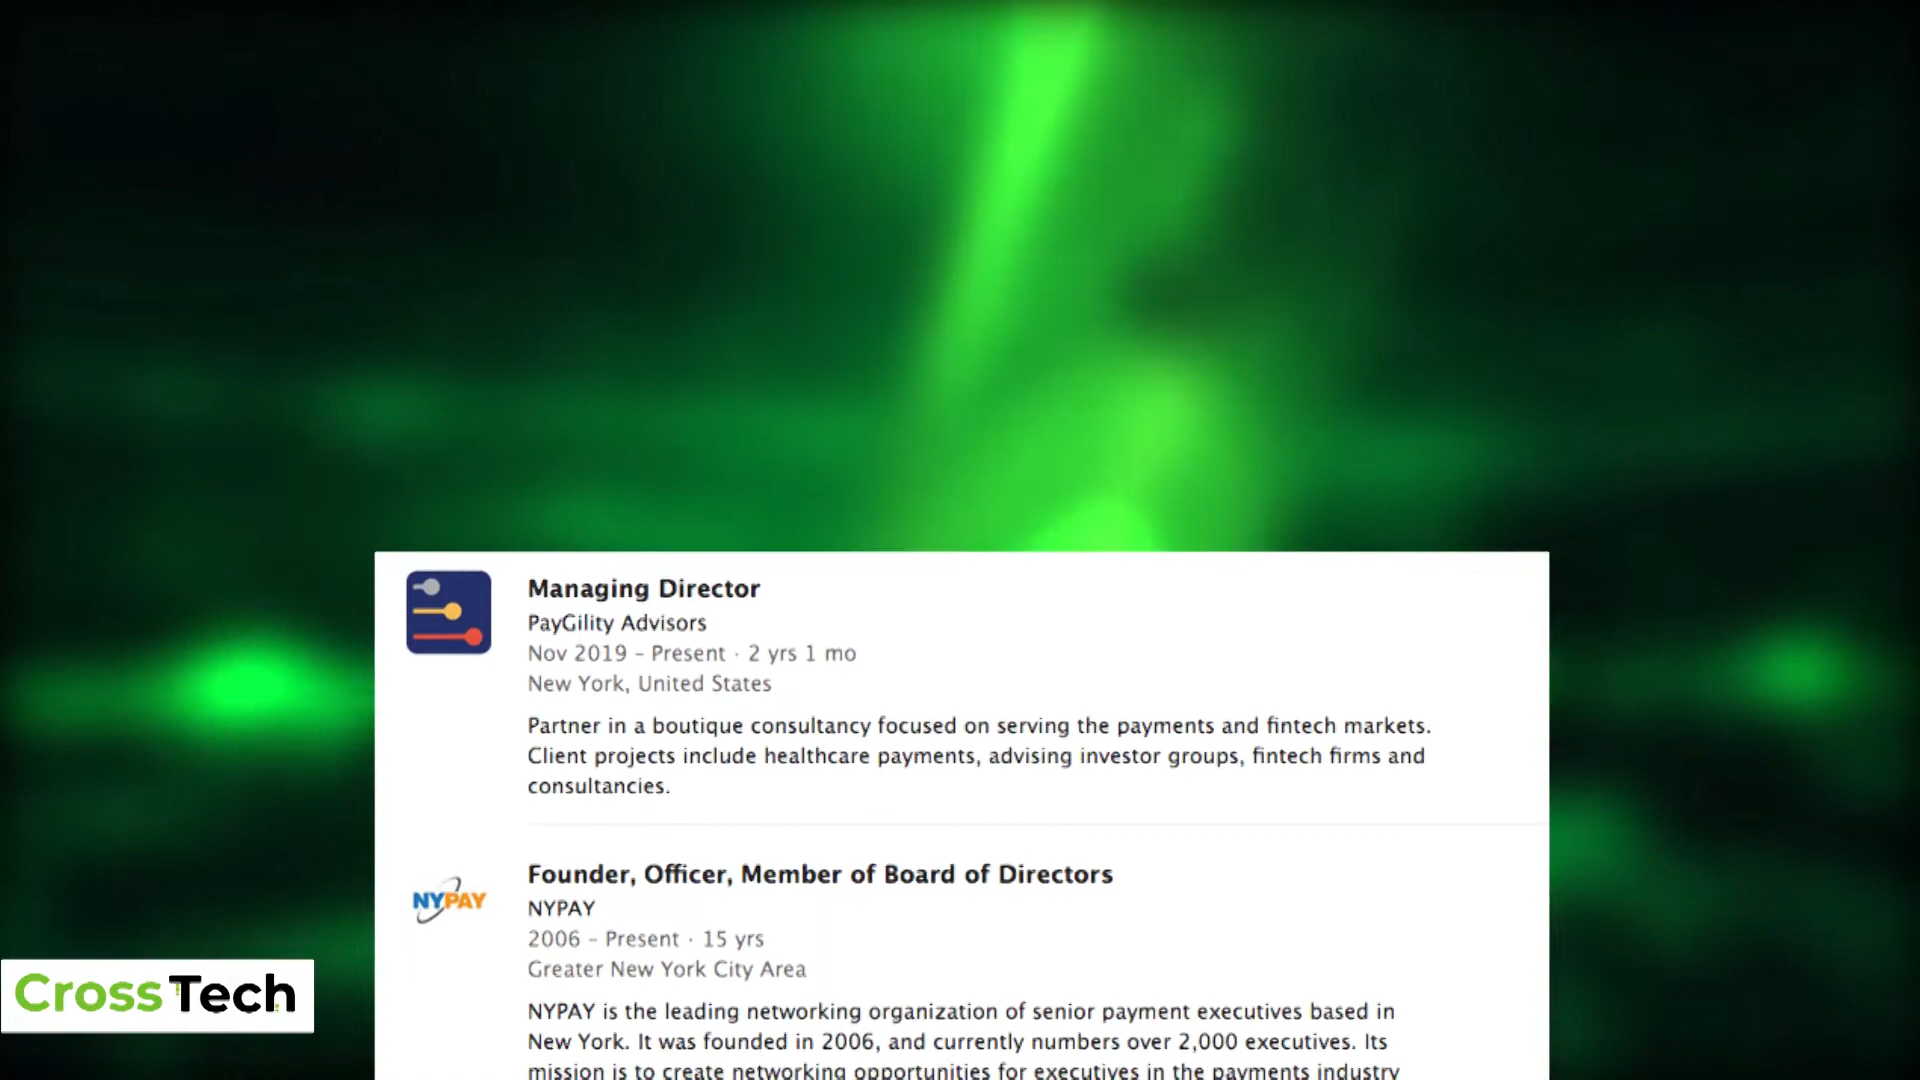 Managing Director
PayGility Advisors
Nov 2019 – Present · 2 yrs 1 mo
New York, United States
Partner in a boutique consultancy focused on serving the payments and fintech markets.
Client projects include healthcare payments, advising investor groups, fintech firms and
consultancies.
Founder, Officer, Member of Board of Directors
NYPAY
NYPAY
2006 – Present · 15 yrs
Greater New York City Area
NYPAY is the leading networking organization of senior payment executives based in
New York. It was founded in 2006, and currently numbers over 2,000 executives. Its
mission is to create networking opportunities for executives in the payments industry
CrossTech